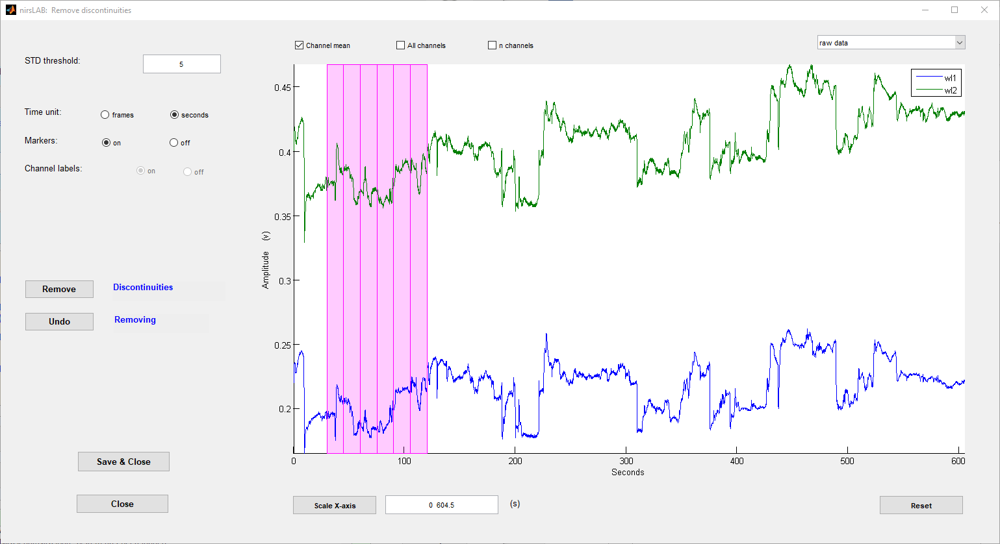 nirsLAB: Remove discontinuities
Channel mean
All channels
n channels
raw data
STD threshold:
5
Time unit:
frames
seconds
Markers:
on
off
Channel labels:
on
off
Remove
Discontinuities
Undo
Removing
Save & Close
Close
wl1
wl2
0.45
0.4
0.35
0.3
0.25
0.2
Amplitude (v)
0
100
200
300
400
500
600
Seconds
Scale X-axis
0 604.5
(s)
Reset